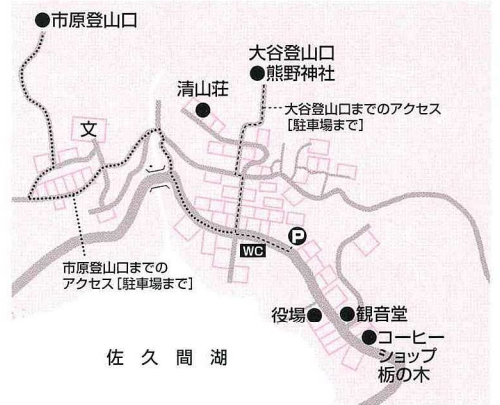 市原登山口
大谷登山口
熊野神社
清山荘
大谷登山口までのアクセス
[駐車場まで]
文
P
WC
市原登山口までの
アクセス[駐車場まで]
役場
観音堂
コーヒー
ショップ
栃の木
佐久間湖